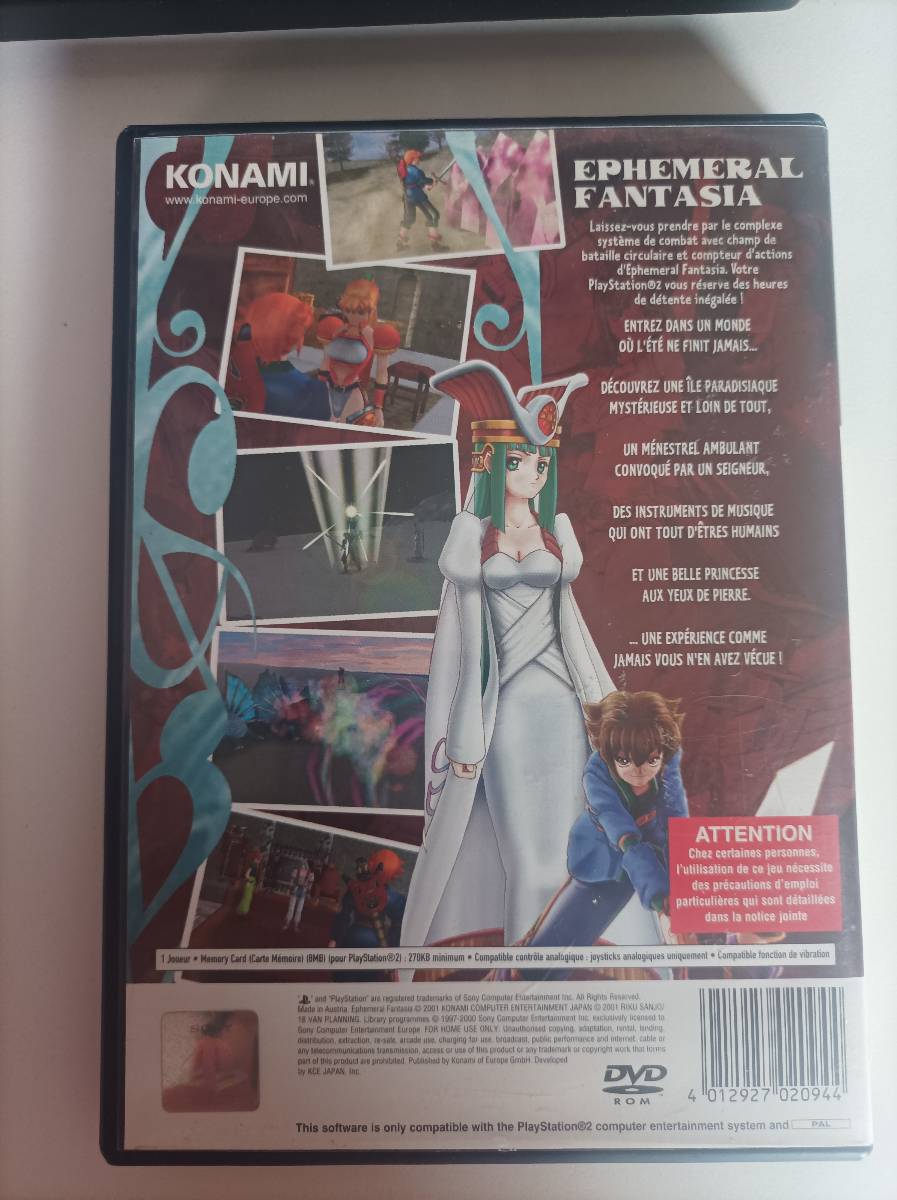 KONAMI®
www.konami-europe.com
EPHEMERAL
FANTASIA
Laissez-vous prendre par le complexe
système de combat avec champ de
bataille circulaire et compteur d'actions
d'Ephemeral Fantasia. Votre
PlayStation®2 vous réserve des heures
de détente inégalée !
ENTREZ DANS UN MONDE
OÙ L'ÉTÉ NE FINIT JAMAIS...
DÉCOUVREZ UNE ÎLE PARADISIAQUE
MYSTÉRIEUSE ET LOIN DE TOUT,
UN MÉNESTREL AMBULANT
CONVOQUÉ PAR UN SEIGNEUR,
DES INSTRUMENTS DE MUSIQUE
QUI ONT TOUT D'ÊTRES HUMAINS
ET UNE BELLE PRINCESSE
AUX YEUX DE PIERRE.
... UNE EXPÉRIENCE COMME
JAMAIS VOUS N'EN AVEZ VÉCUE !
ATTENTION
Chez certaines personnes,
l'utilisation de ce jeu nécessite
des précautions d'emploi
particulières qui sont détaillées
dans la notice jointe
1 Joueur • Memory Card (Carte Mémoire) (8MB) (pour PlayStation®2) : 270KB minimum • Compatible contrôle analogique : joysticks analogiques uniquement • Compatible fonction de vibration
" " and "PlayStation" are registered trademarks of Sony Computer Entertainment Inc. All Rights Reserved.
Made in Austria. Ephemeral Fantasia © 2001 KONAMI COMPUTER ENTERTAINMENT JAPAN © 2001 RIKU SANJO/
18 VAN PLANNING. Library programmes © 1997-2000 Sony Computer Entertainment Inc. exclusively licensed to
Sony Computer Entertainment Europe. FOR HOME USE ONLY. Unauthorised copying, adaptation, rental, lending,
distribution, extraction, re-sale, arcade use, charging for use, broadcast, public performance and internet, cable or
any telecommunications transmission, access or use of this product or any trademark or copyright work that forms
part of this product are prohibited. Published by Konami of Europe GmbH. Developed
by KCE JAPAN, Inc.
SONY
DVD
ROM
4 012927 020944
This software is only compatible with the PlayStation®2 computer entertainment system and PAL